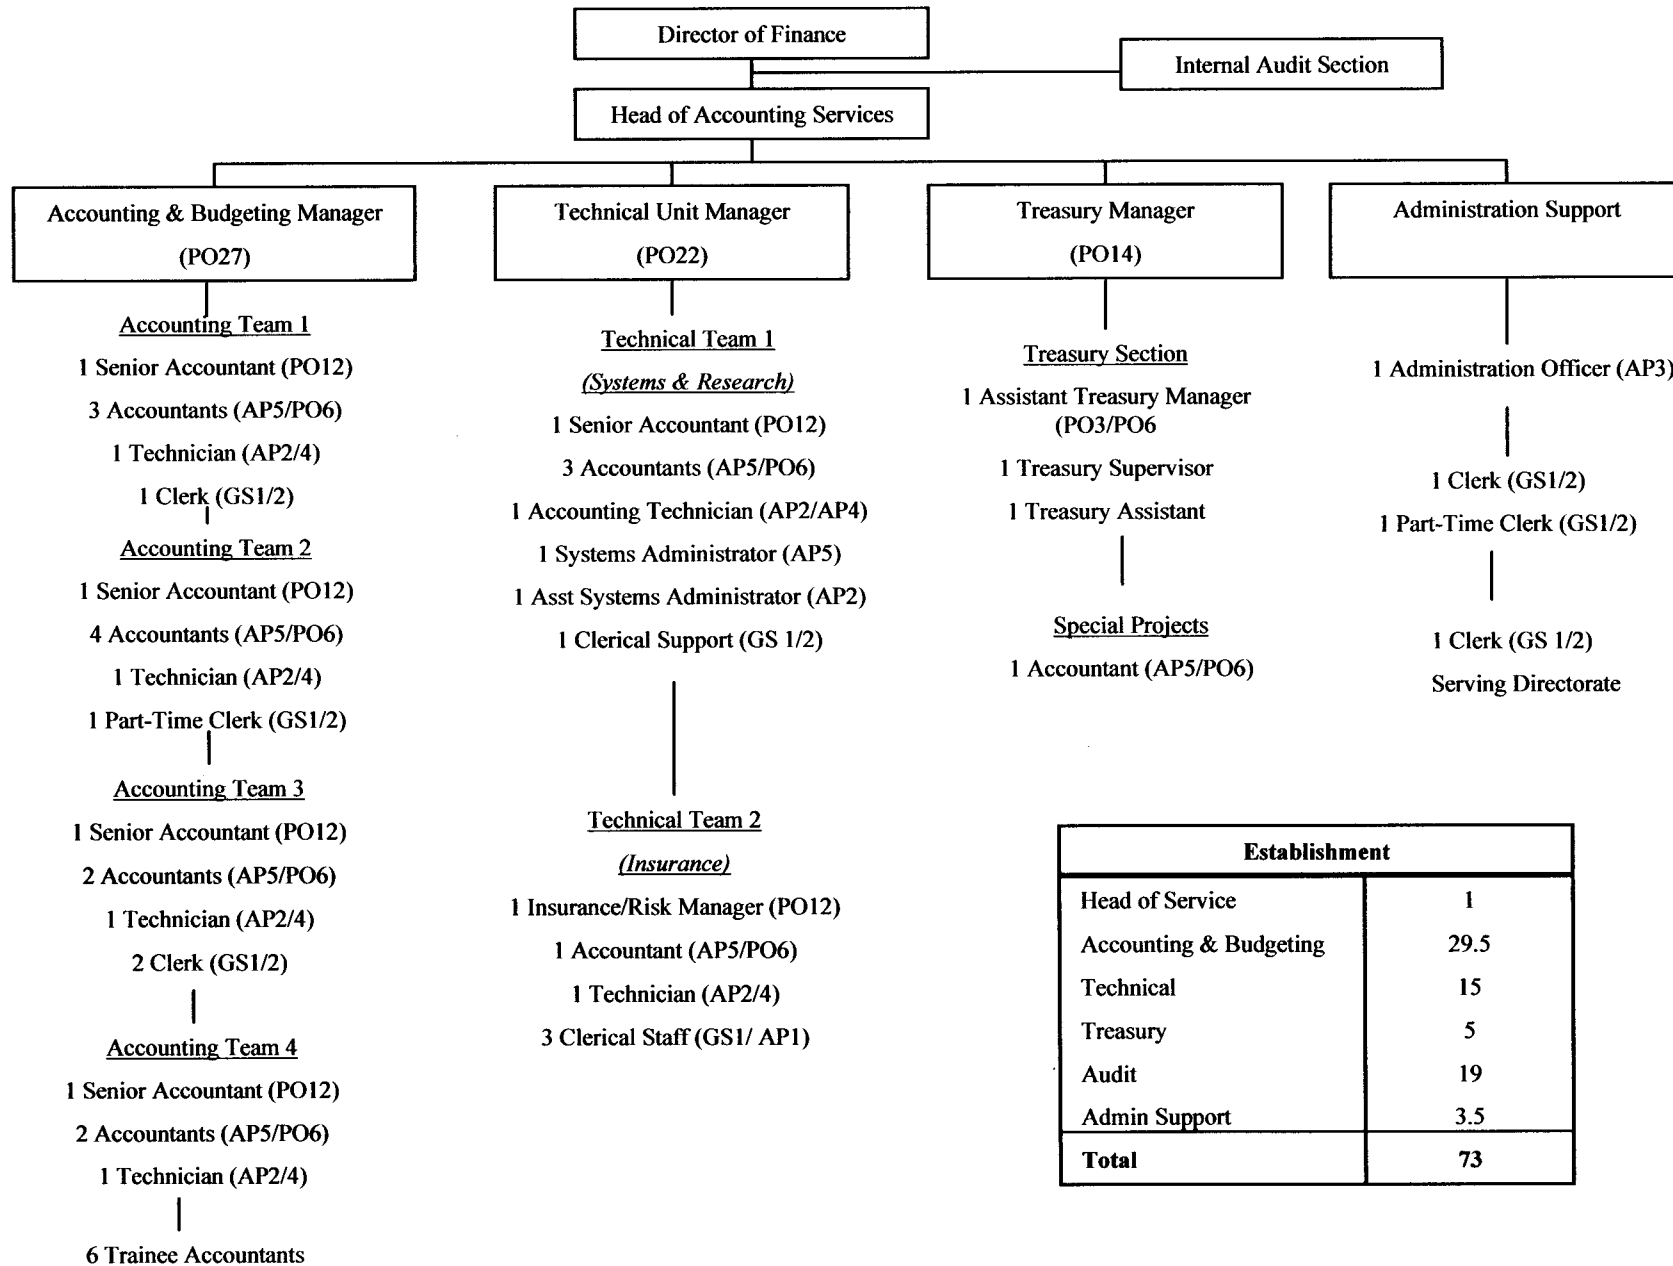 Director of Finance
Internal Audit Section
Head of Accounting Services
Accounting & Budgeting Manager
(PO27)
Accounting Team 1
1 Senior Accountant (PO12)
3 Accountants (AP5/PO6)
1 Technician (AP2/4)
1 Clerk (GS1/2)
Accounting Team 2
1 Senior Accountant (PO12)
4 Accountants (AP5/PO6)
1 Technician (AP2/4)
1 Part-Time Clerk (GS1/2)
Accounting Team 3
1 Senior Accountant (PO12)
2 Accountants (AP5/PO6)
1 Technician (AP2/4)
2 Clerk (GS1/2)
Accounting Team 4
1 Senior Accountant (PO12)
2 Accountants (AP5/PO6)
1 Technician (AP2/4)
6 Trainee Accountants
Technical Unit Manager
(PO22)
Technical Team 1
(Systems & Research)
1 Senior Accountant (PO12)
3 Accountants (AP5/PO6)
1 Accounting Technician (AP2/AP4)
1 Systems Administrator (AP5)
1 Asst Systems Administrator (AP2)
1 Clerical Support (GS 1/2)
Technical Team 2
(Insurance)
1 Insurance/Risk Manager (PO12)
1 Accountant (AP5/PO6)
1 Technician (AP2/4)
3 Clerical Staff (GS1/ AP1)
Treasury Manager
(PO14)
Treasury Section
1 Assistant Treasury Manager
(PO3/PO6
1 Treasury Supervisor
1 Treasury Assistant
Special Projects
1 Accountant (AP5/PO6)
Administration Support
1 Administration Officer (AP3)
1 Clerk (GS1/2)
1 Part-Time Clerk (GS1/2)
1 Clerk (GS 1/2)
Serving Directorate
Establishment
Head of Service 1
Accounting & Budgeting 29.5
Technical 15
Treasury 5
Audit 19
Admin Support 3.5
Total 73